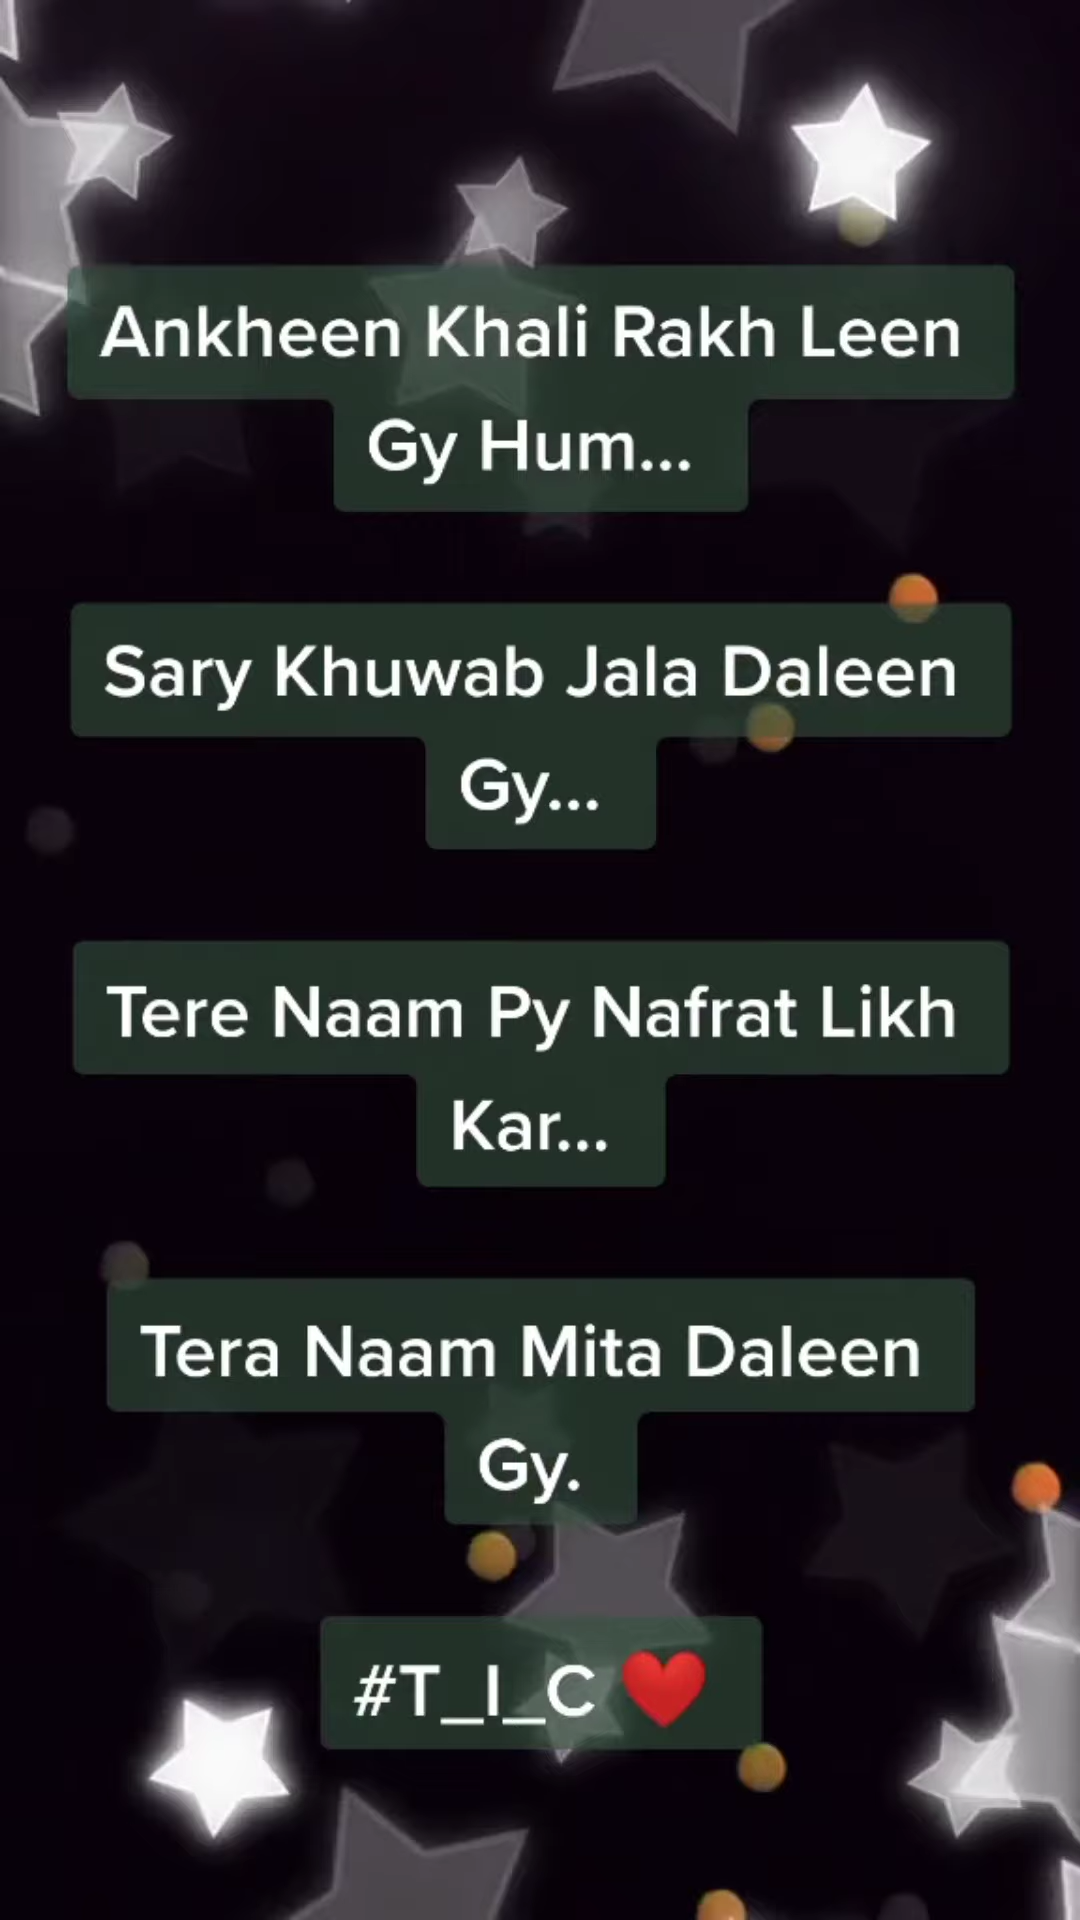 Ankheen Khali Rakh Leen
Gy Hum...
Sary Khuwab Jala Daleen
Gy...
Tere Naam Py Nafrat Likh
Kar...
Tera Naam Mita Daleen
Gy.
#T_I_C ❤️